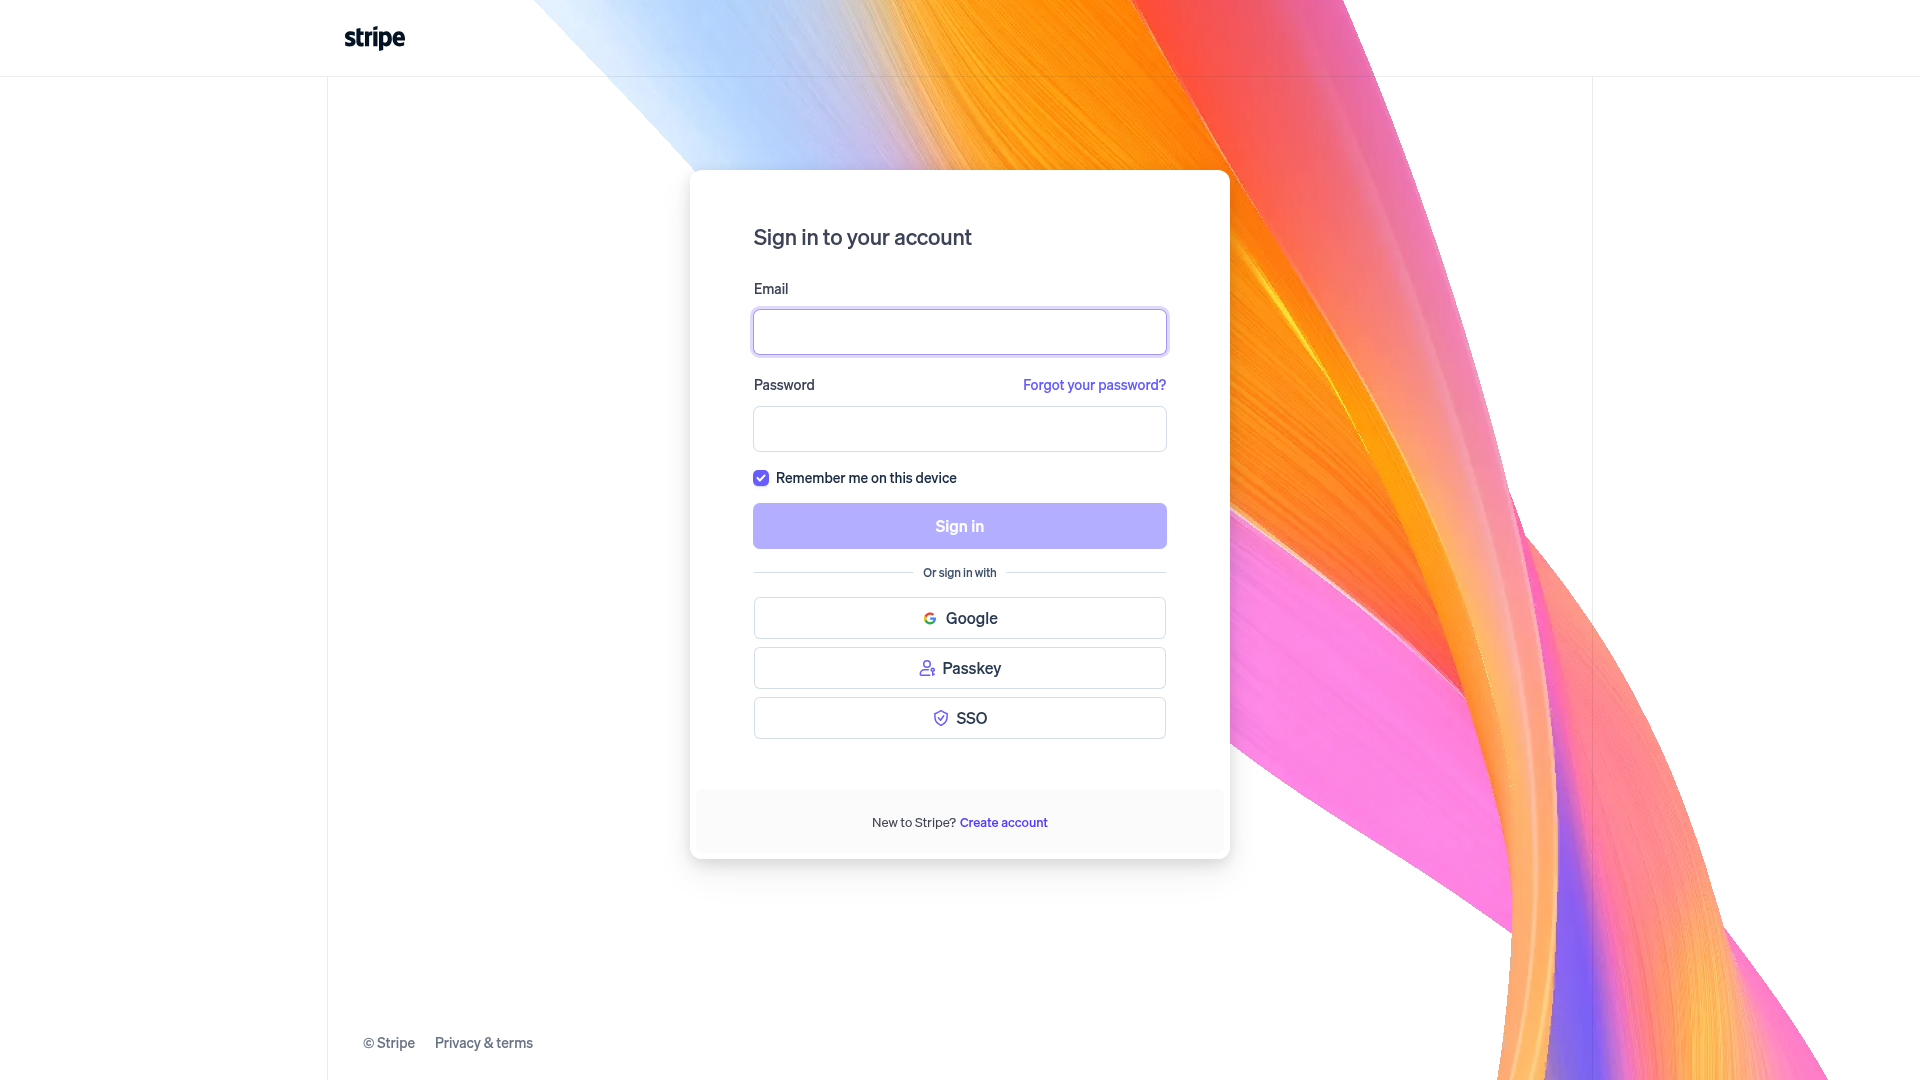 stripe
Sign in to your account
Email
Password Forgot your password?
Remember me on this device
Sign in
Or sign in with
Google
Passkey
SSO
New to Stripe? Create account
© Stripe Privacy & terms